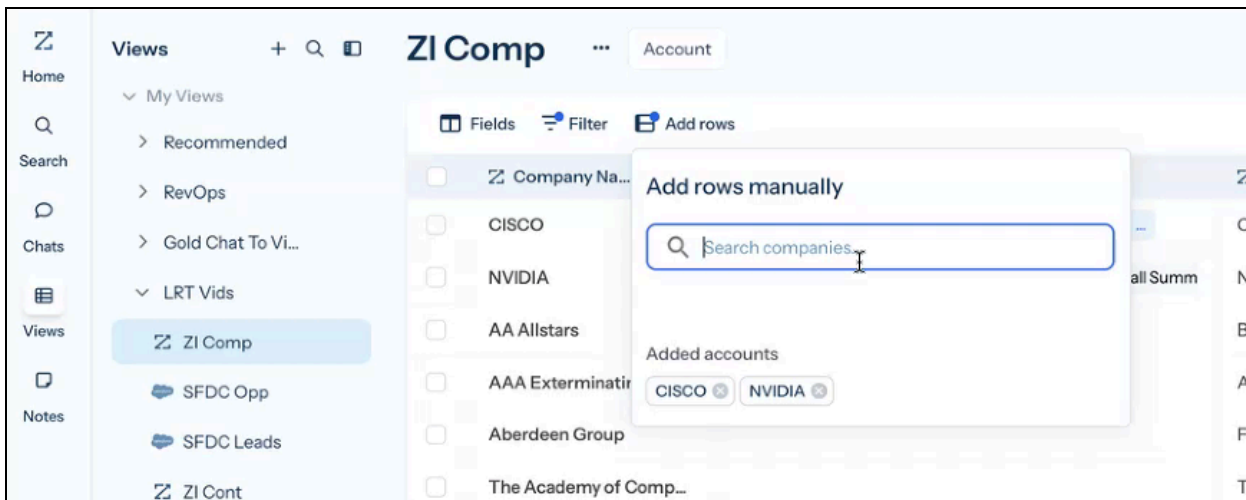 Home
Search
Chats
Views
Notes
Views
My Views
Recommended
RevOps
Gold Chat To Vi...
LRT Vids
ZI Comp
SFDC Opp
SFDC Leads
ZI Cont
ZI Comp ... Account
Fields Filter Add rows
Company Na...
CISCO
NVIDIA
AA Allstars
AAA Exterminatin
Aberdeen Group
The Academy of Comp...
Add rows manually
Search companies...
Added accounts
CISCO NVIDIA
...
all Summ